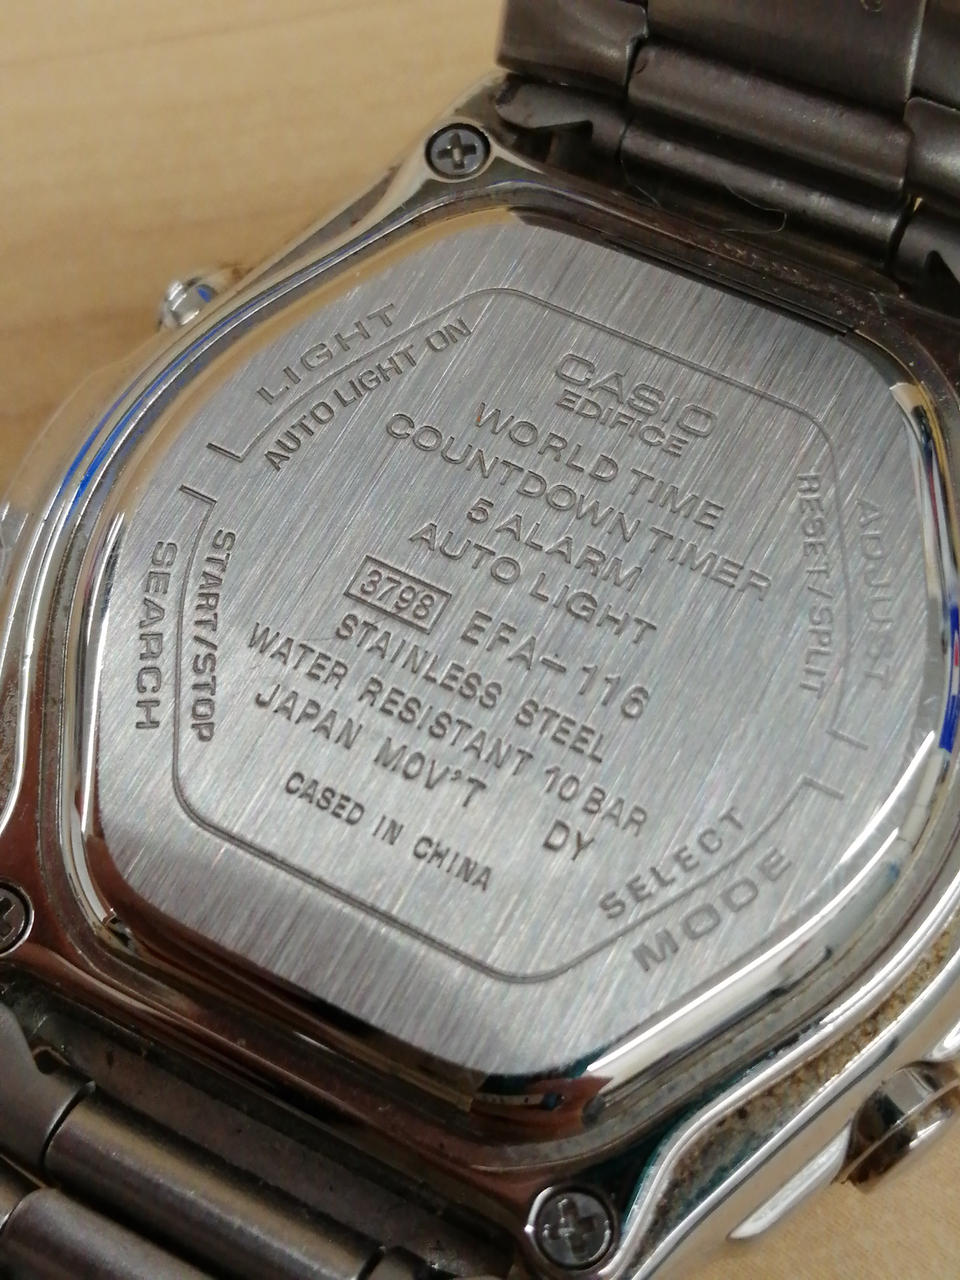 LIGHT
AUTO LIGHT ON
CASIO
EDIFICE
WORLD TIME
COUNTDOWN TIMER
5 ALARM
AUTO LIGHT
3798 EFA-116
STAINLESS STEEL
WATER RESISTANT 10 BAR
JAPAN MOV'T DY
CASED IN CHINA
ADJUST
RESET/SPLIT
START/STOP
SEARCH
SELECT
MODE